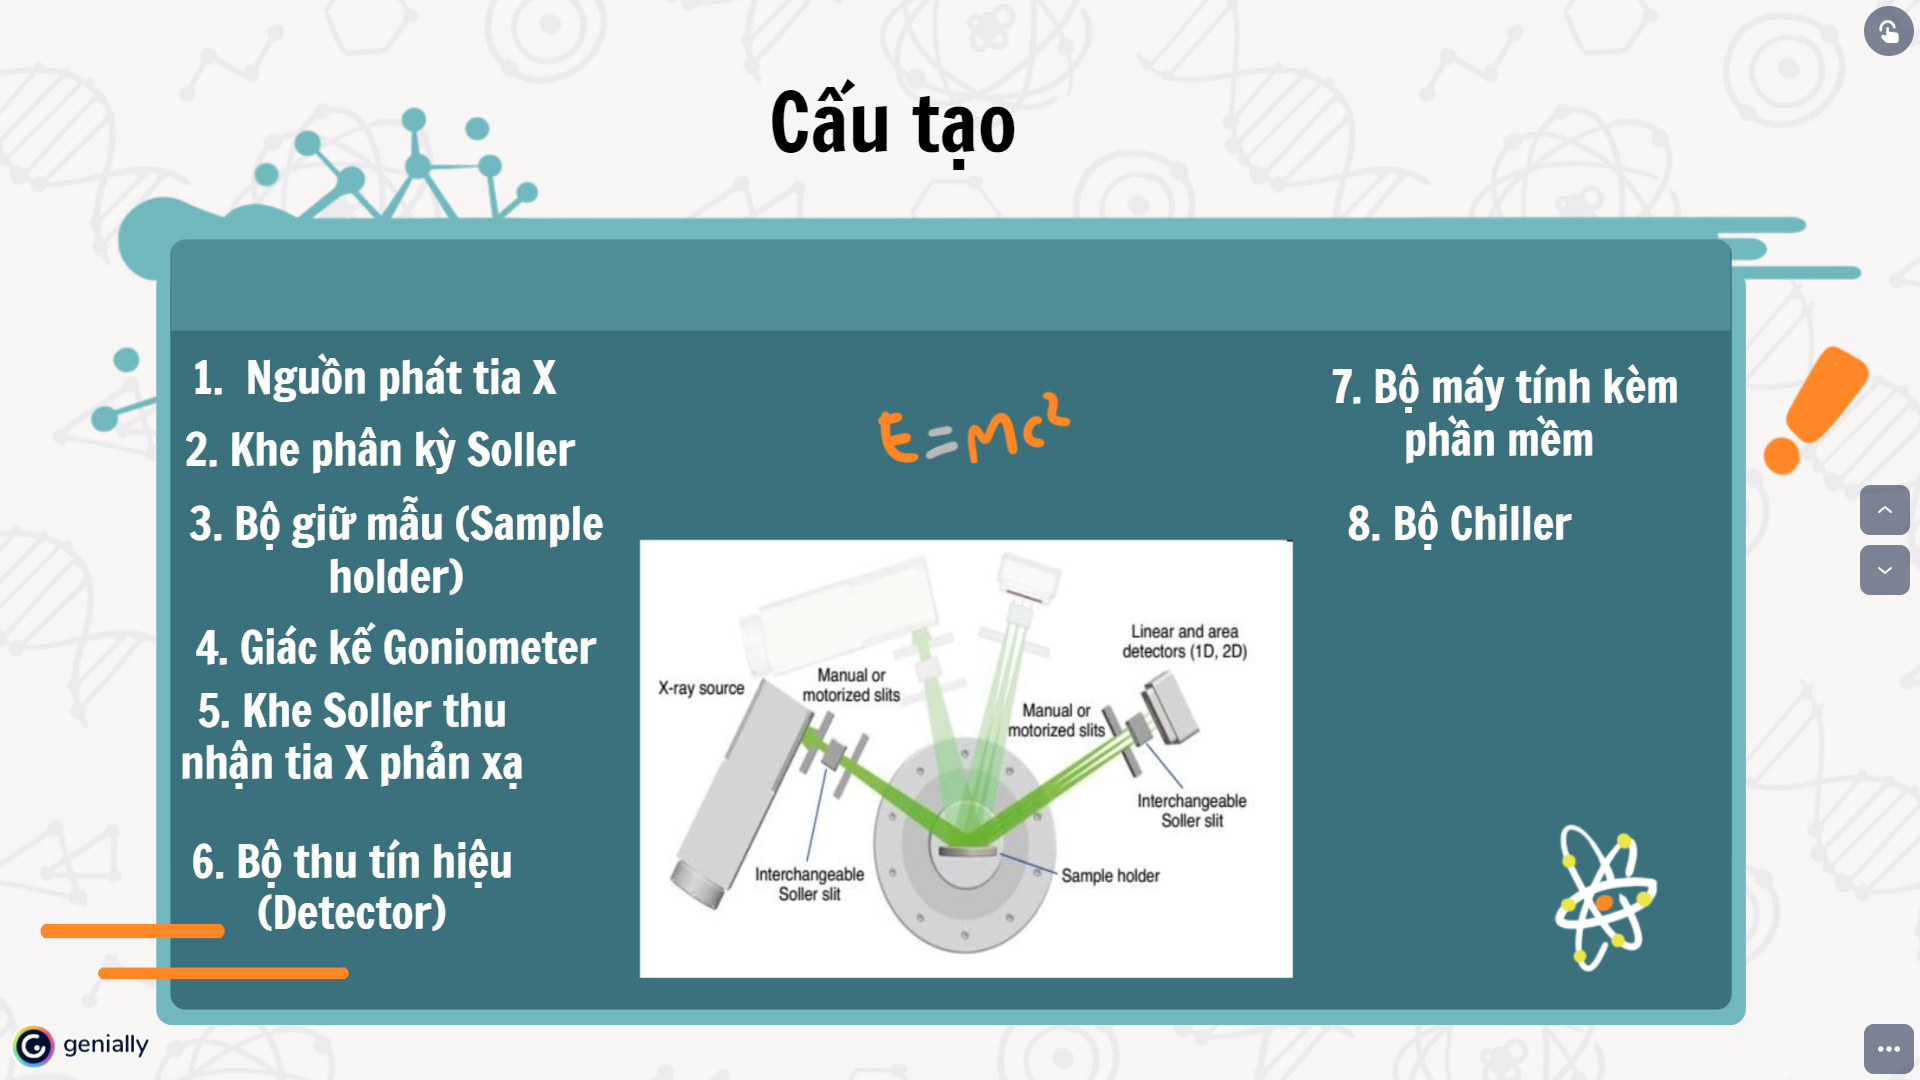 Cấu tạo
1. Nguồn phát tia X
2. Khe phân kỳ Soller
3. Bộ giữ mẫu (Sample
holder)
4. Giác kế Goniometer
5. Khe Soller thu
nhận tia X phản xạ
6. Bộ thu tín hiệu
(Detector)
E=Mc²
X-ray source
Manual or
motorized slits
Linear and area
detectors (1D, 2D)
Manual or
motorized slits
Interchangeable
Soller slit
Interchangeable
Soller slit
Sample holder
7. Bộ máy tính kèm
phần mềm
8. Bộ Chiller
genially